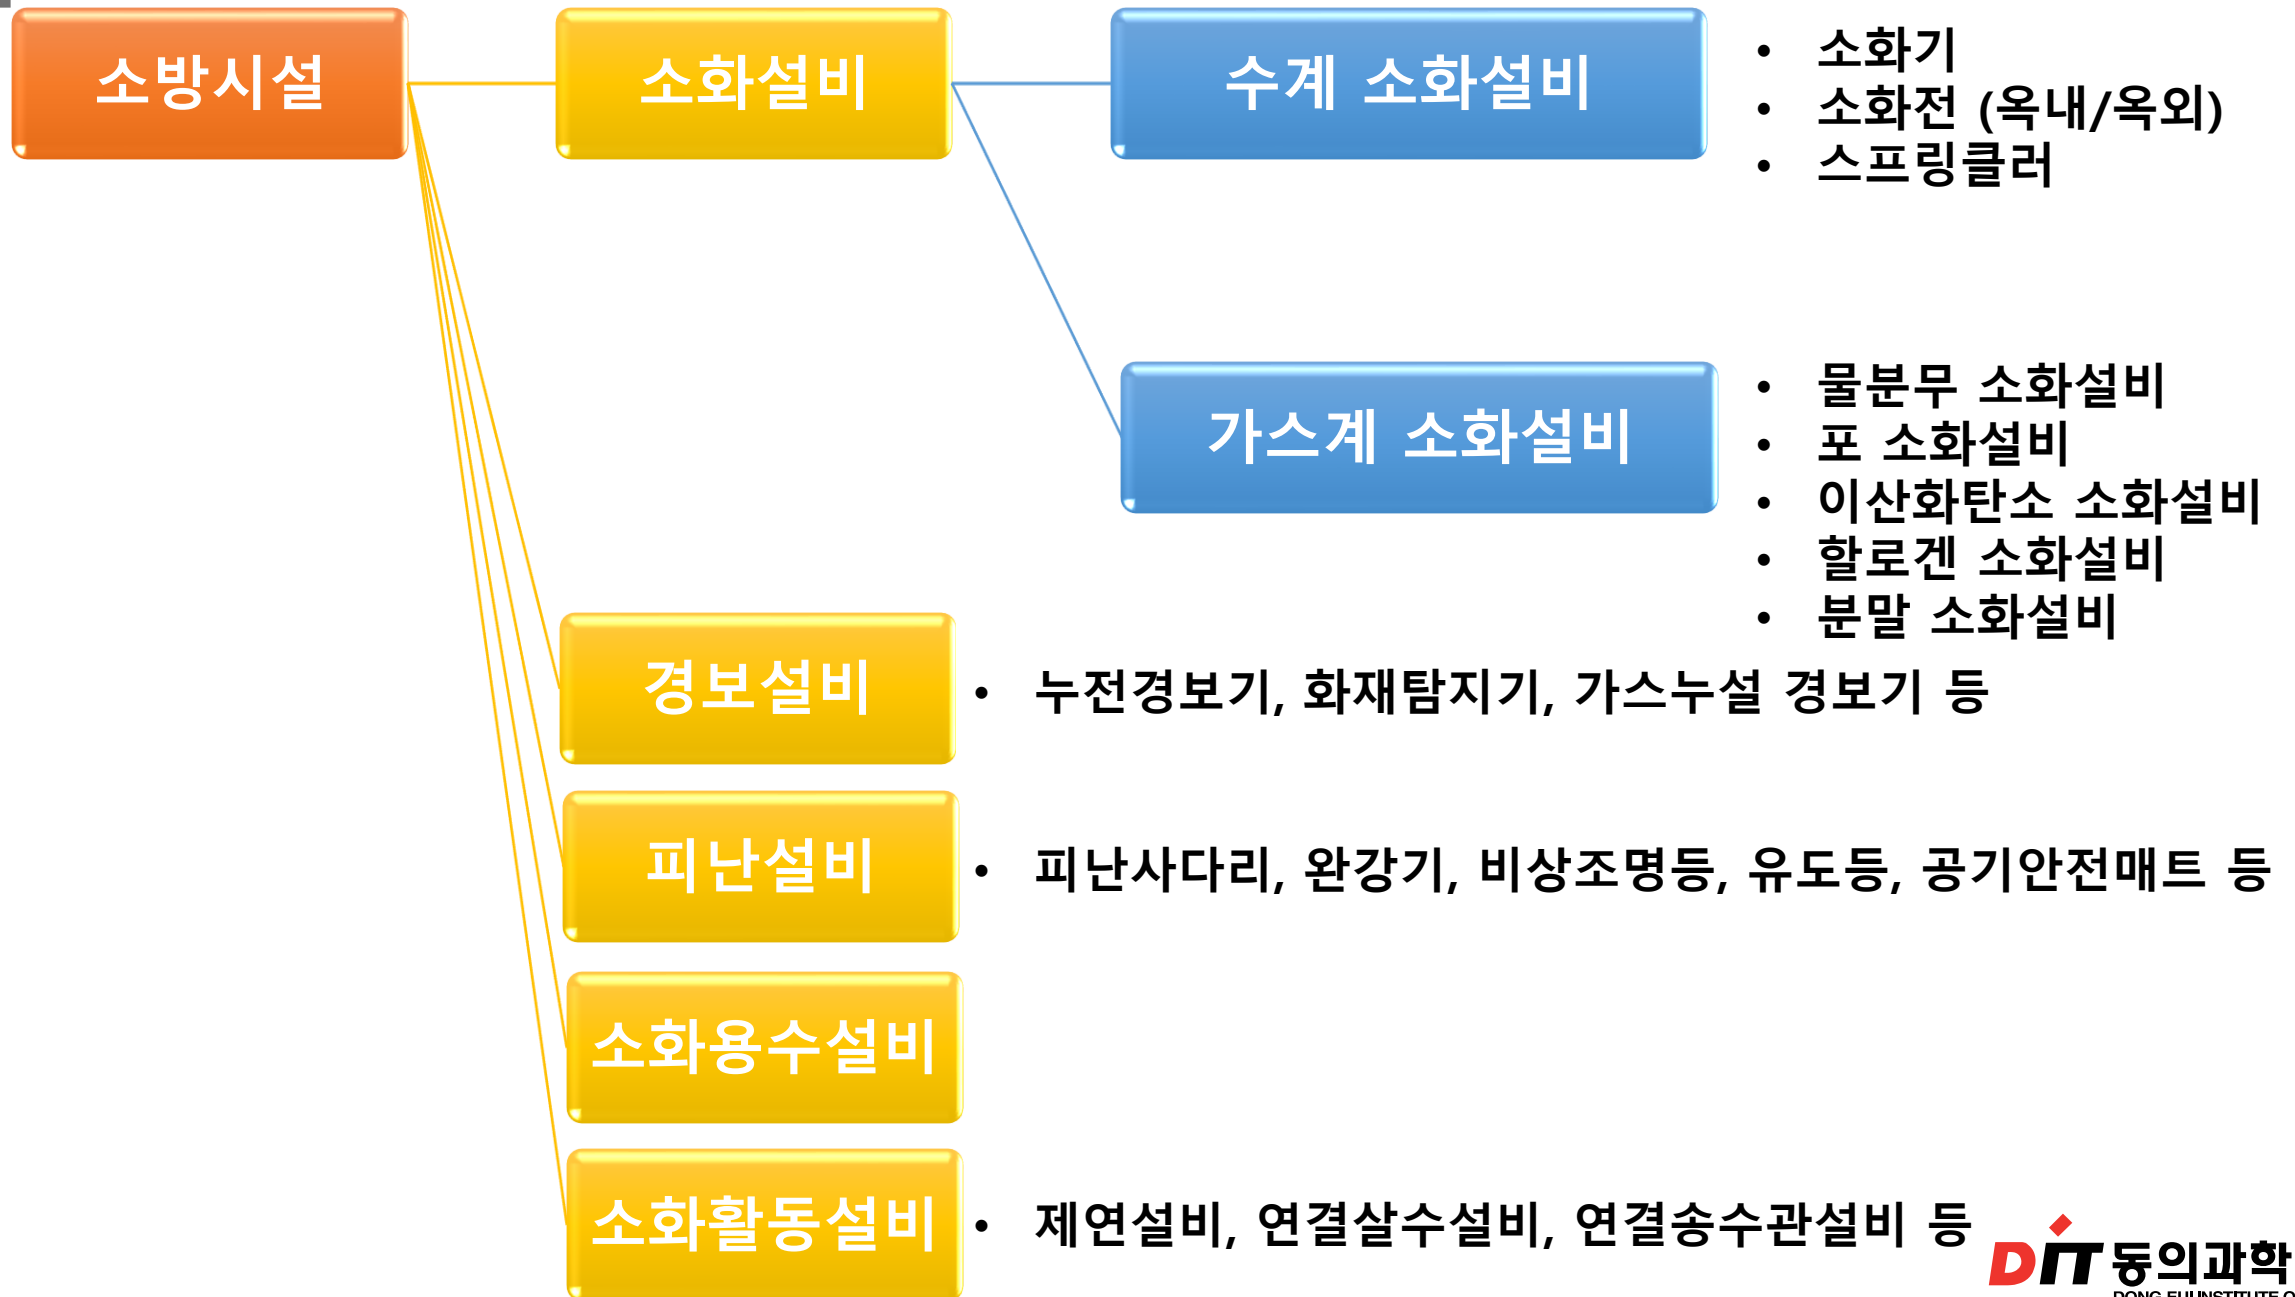 소방시설
소화설비
수계 소화설비
• 소화기
• 소화전 (옥내/옥외)
• 스프링클러
가스계 소화설비
• 물분무 소화설비
• 포 소화설비
• 이산화탄소 소화설비
• 할로겐 소화설비
• 분말 소화설비
경보설비
• 누전경보기, 화재탐지기, 가스누설 경보기 등
피난설비
• 피난사다리, 완강기, 비상조명등, 유도등, 공기안전매트 등
소화용수설비
소화활동설비
• 제연설비, 연결살수설비, 연결송수관설비 등
DIT 동의과학